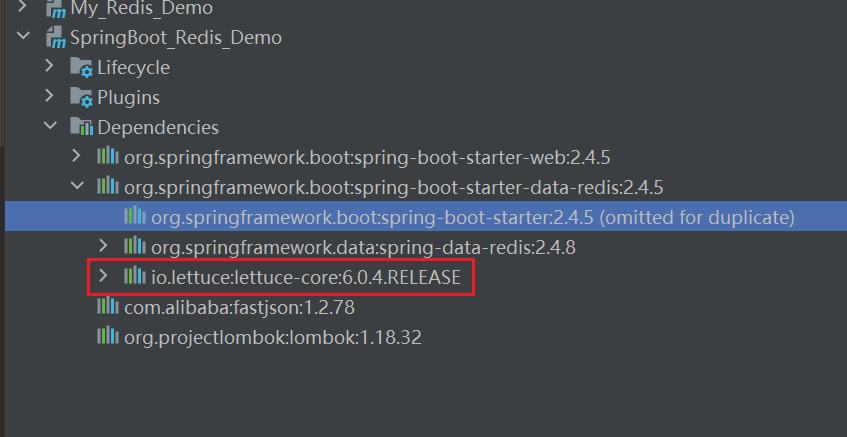 My_Redis_Demo
SpringBoot_Redis_Demo
Lifecycle
Plugins
Dependencies
org.springframework.boot:spring-boot-starter-web:2.4.5
org.springframework.boot:spring-boot-starter-data-redis:2.4.5
org.springframework.boot:spring-boot-starter:2.4.5 (omitted for duplicate)
org.springframework.data:spring-data-redis:2.4.8
io.lettuce:lettuce-core:6.0.4.RELEASE
com.alibaba:fastjson:1.2.78
org.projectlombok:lombok:1.18.32